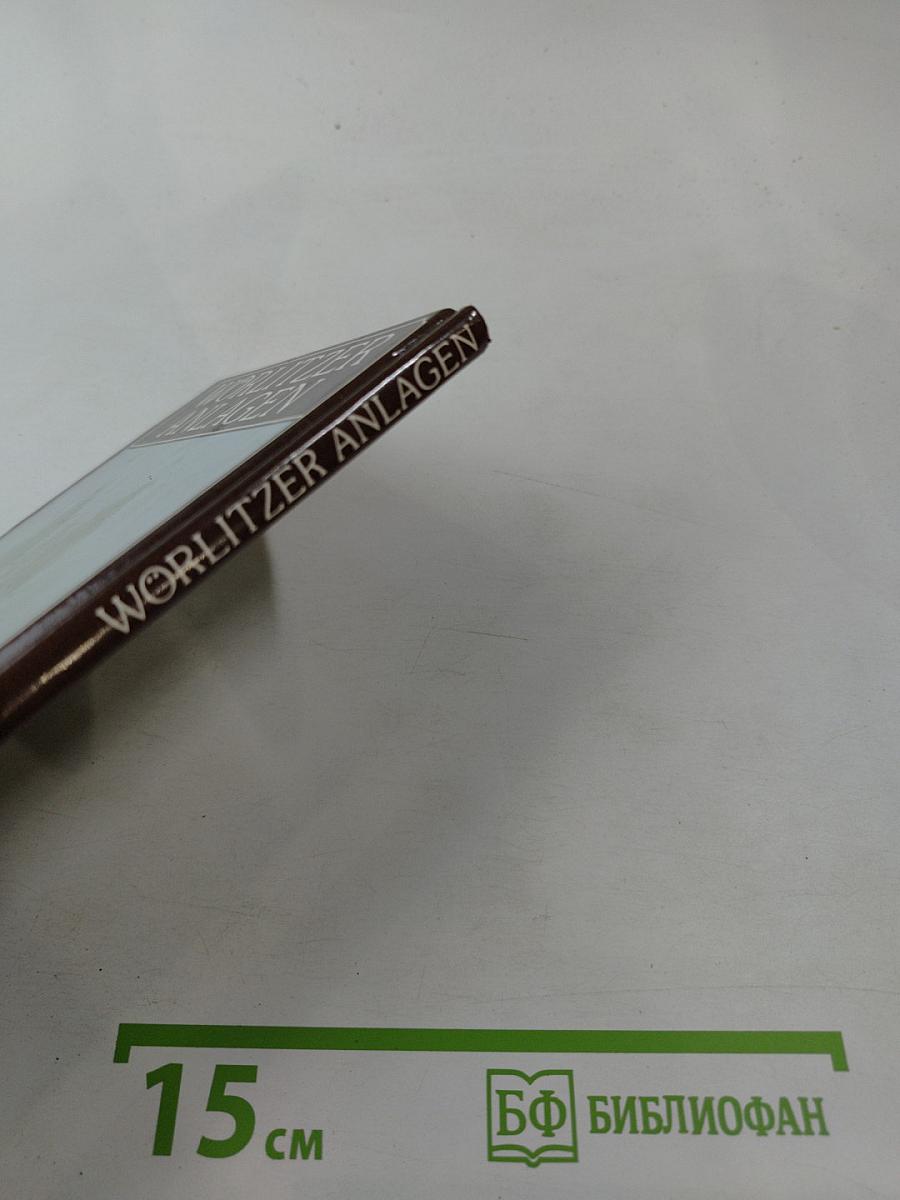 WÖRLITZER
ANLAGEN
WÖRLITZER ANLAGEN
15 см
БФ БИБЛИОФАН